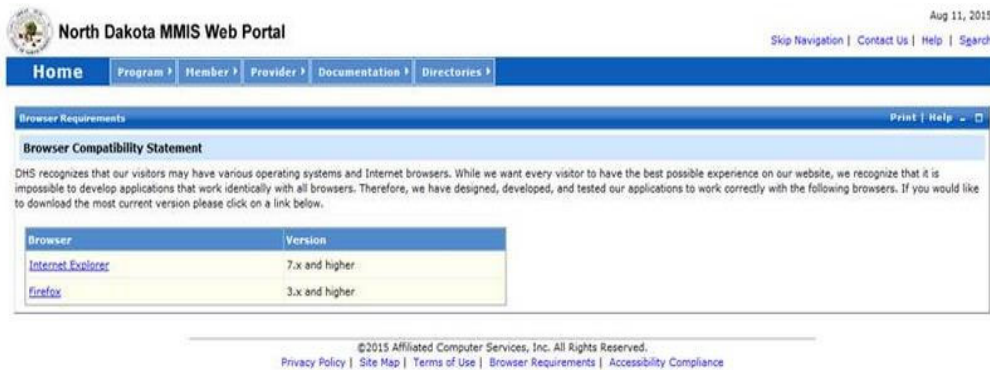 Aug 11, 2015
North Dakota MMIS Web Portal
Skip Navigation | Contact Us | Help | Search
Home Program Member Provider Documentation Directories
Browser Requirements Print | Help
Browser Compatibility Statement
DHS recognizes that our visitors may have various operating systems and Internet browsers. While we want every visitor to have the best possible experience on our website, we recognize that it is
impossible to develop applications that work identically with all browsers. Therefore, we have designed, developed, and tested our applications to work correctly with the following browsers. If you would like
to download the most current version please click on a link below.
Browser Version
Internet Explorer 7.x and higher
Firefox 3.x and higher
©2015 Affiliated Computer Services, Inc. All Rights Reserved.
Privacy Policy | Site Map | Terms of Use | Browser Requirements | Accessibility Compliance